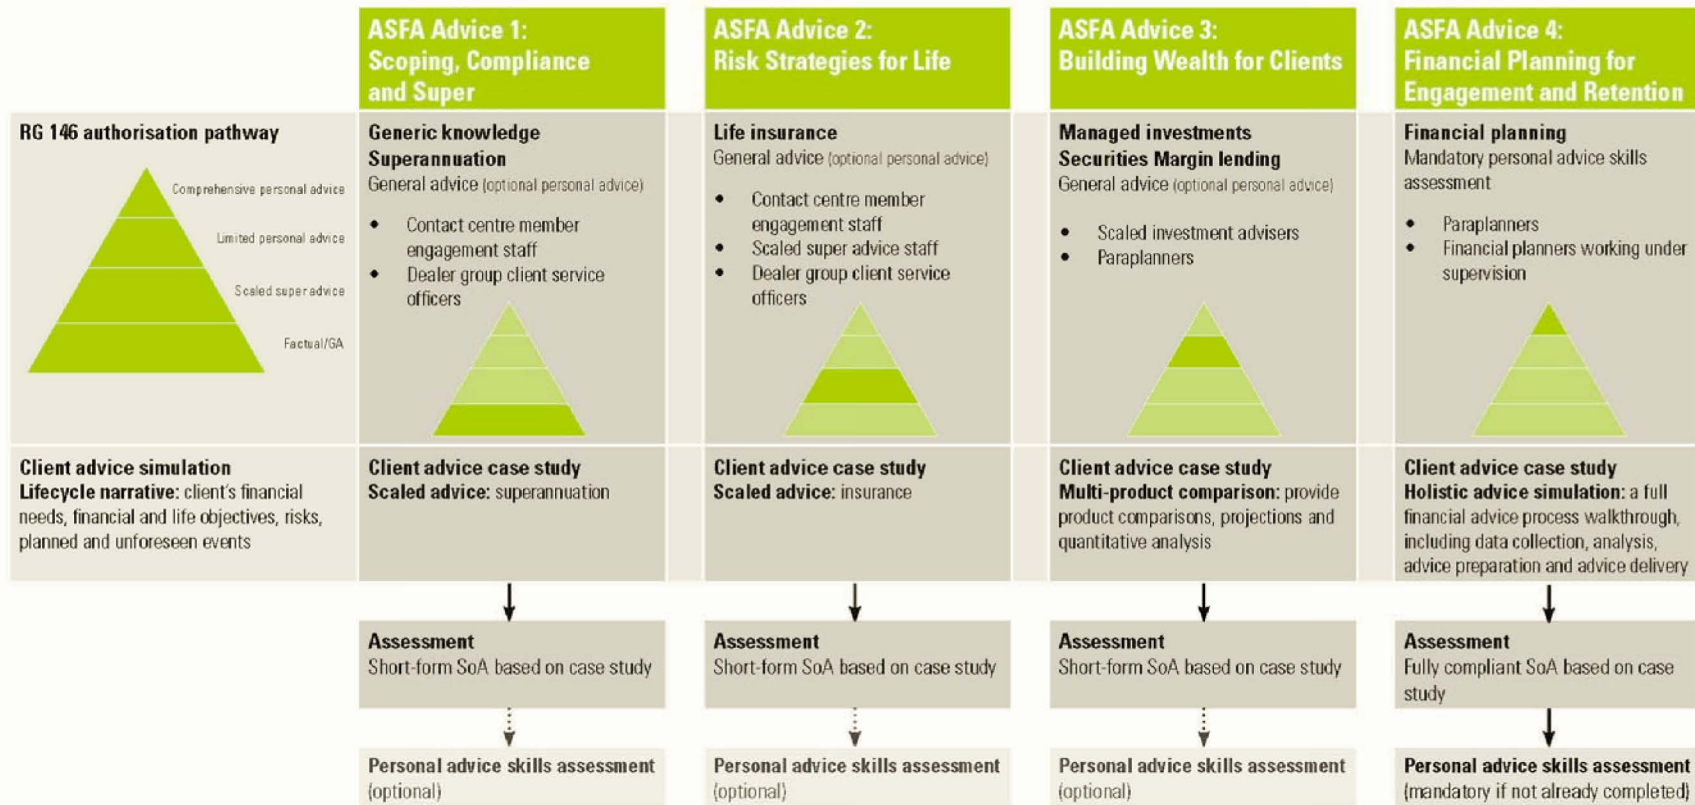 ASFA Advice 1:
Scoping, Compliance
and Super
ASFA Advice 2:
Risk Strategies for Life
ASFA Advice 3:
Building Wealth for Clients
ASFA Advice 4:
Financial Planning for
Engagement and Retention
RG 146 authorisation pathway
Comprehensive personal advice
Limited personal advice
Scaled super advice
Factual/GA
Generic knowledge
Superannuation
General advice (optional personal advice)
• Contact centre member
engagement staff
• Dealer group client service
officers
Life insurance
General advice (optional personal advice)
• Contact centre member
engagement staff
• Scaled super advice staff
• Dealer group client service
officers
Managed investments
Securities Margin lending
General advice (optional personal advice)
• Scaled investment advisers
• Paraplanners
Financial planning
Mandatory personal advice skills
assessment
• Paraplanners
• Financial planners working under
supervision
Client advice simulation
Lifecycle narrative: client's financial
needs, financial and life objectives, risks,
planned and unforeseen events
Client advice case study
Scaled advice: superannuation
Client advice case study
Scaled advice: insurance
Client advice case study
Multi-product comparison: provide
product comparisons, projections and
quantitative analysis
Client advice case study
Holistic advice simulation: a full
financial advice process walkthrough,
including data collection, analysis,
advice preparation and advice delivery
Assessment
Short-form SoA based on case study
Assessment
Short-form SoA based on case study
Assessment
Short-form SoA based on case study
Assessment
Fully compliant SoA based on case
study
Personal advice skills assessment
(optional)
Personal advice skills assessment
(optional)
Personal advice skills assessment
(optional)
Personal advice skills assessment
(mandatory if not already completed)